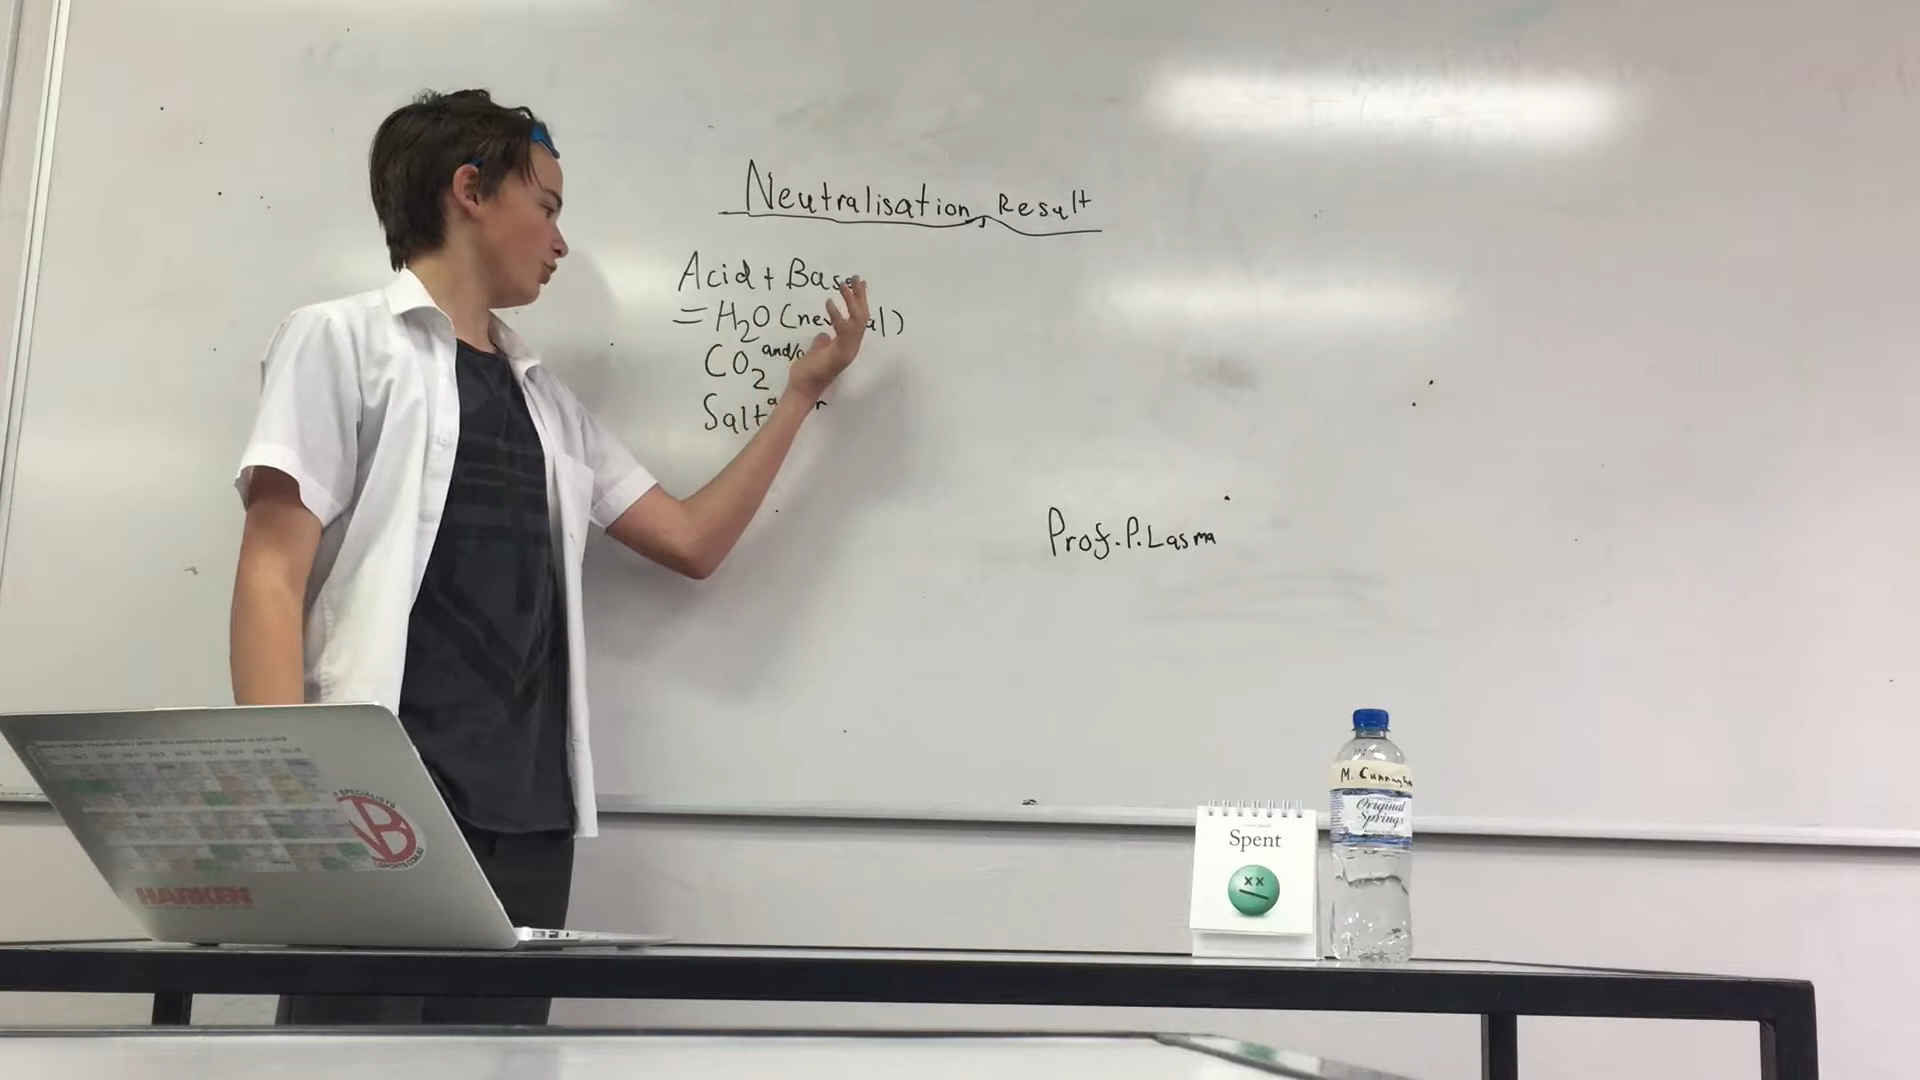 Neutralisation, Result
Acid + Base
= H₂O (neutral)
CO₂ and/or
Salt
Prof. P. Lasma
HARKEN
Spent
M. Cunningham
Original
Springs